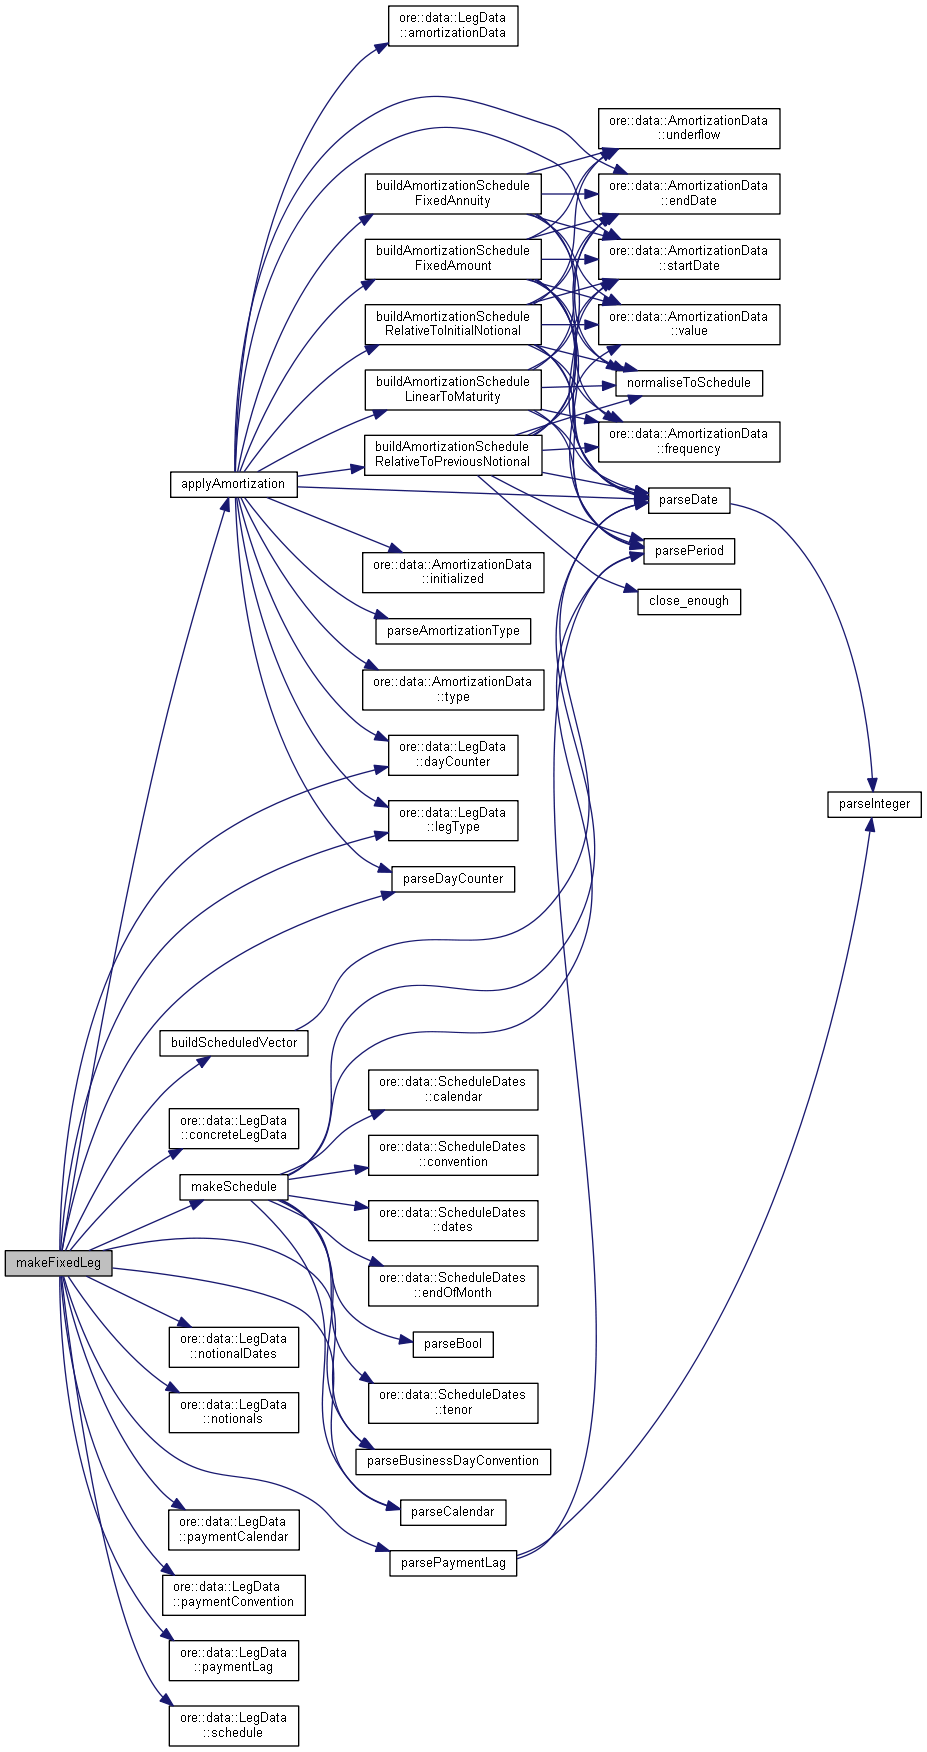 ore::data::LegData
::amortizationData
ore::data::AmortizationData
::underflow
buildAmortizationSchedule
FixedAnnuity
ore::data::AmortizationData
::endDate
buildAmortizationSchedule
FixedAmount
ore::data::AmortizationData
::startDate
buildAmortizationSchedule
RelativeToInitialNotional
ore::data::AmortizationData
::value
buildAmortizationSchedule
LinearToMaturity
normaliseToSchedule
buildAmortizationSchedule
RelativeToPreviousNotional
ore::data::AmortizationData
::frequency
applyAmortization
parseDate
parsePeriod
ore::data::AmortizationData
::initialized
close_enough
parseAmortizationType
ore::data::AmortizationData
::type
ore::data::LegData
::dayCounter
parseInteger
ore::data::LegData
::legType
parseDayCounter
buildScheduledVector
ore::data::ScheduleDates
::calendar
ore::data::LegData
::concreteLegData
ore::data::ScheduleDates
::convention
makeSchedule
ore::data::ScheduleDates
::dates
makeFixedLeg
ore::data::ScheduleDates
::endOfMonth
ore::data::LegData
::notionalDates
parseBool
ore::data::LegData
::notionals
ore::data::ScheduleDates
::tenor
parseBusinessDayConvention
parseCalendar
ore::data::LegData
::paymentCalendar
parsePaymentLag
ore::data::LegData
::paymentConvention
ore::data::LegData
::paymentLag
ore::data::LegData
::schedule